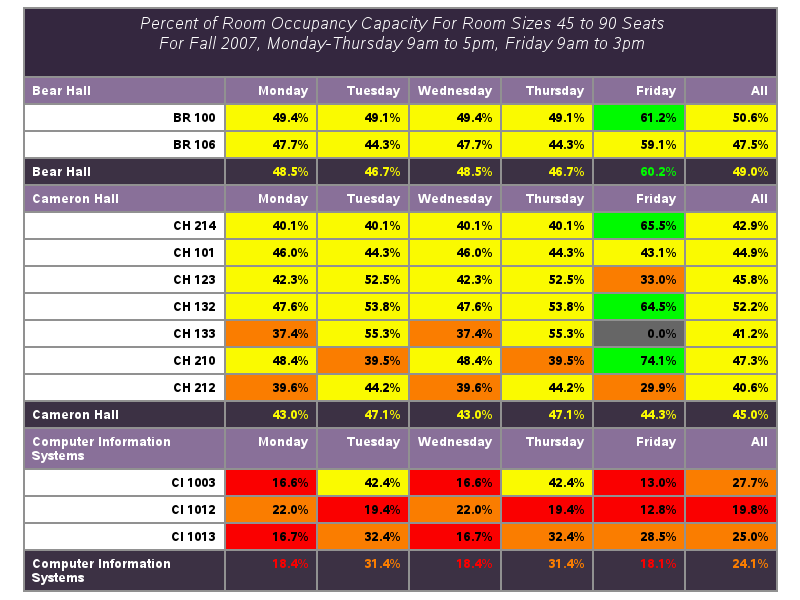 Percent of Room Occupancy Capacity For Room Sizes 45 to 90 Seats
For Fall 2007, Monday-Thursday 9am to 5pm, Friday 9am to 3pm
Bear Hall Monday Tuesday Wednesday Thursday Friday All
BR 100 49.4% 49.1% 49.4% 49.1% 61.2% 50.6%
BR 106 47.7% 44.3% 47.7% 44.3% 59.1% 47.5%
Bear Hall 48.5% 46.7% 48.5% 46.7% 60.2% 49.0%
Cameron Hall Monday Tuesday Wednesday Thursday Friday All
CH 214 40.1% 40.1% 40.1% 40.1% 65.5% 42.9%
CH 101 46.0% 44.3% 46.0% 44.3% 43.1% 44.9%
CH 123 42.3% 52.5% 42.3% 52.5% 33.0% 45.8%
CH 132 47.6% 53.8% 47.6% 53.8% 64.5% 52.2%
CH 133 37.4% 55.3% 37.4% 55.3% 0.0% 41.2%
CH 210 48.4% 39.5% 48.4% 39.5% 74.1% 47.3%
CH 212 39.6% 44.2% 39.6% 44.2% 29.9% 40.6%
Cameron Hall 43.0% 47.1% 43.0% 47.1% 44.3% 45.0%
Computer Information Monday Tuesday Wednesday Thursday Friday All
Systems
CI 1003 16.6% 42.4% 16.6% 42.4% 13.0% 27.7%
CI 1012 22.0% 19.4% 22.0% 19.4% 12.8% 19.8%
CI 1013 16.7% 32.4% 16.7% 32.4% 28.5% 25.0%
Computer Information 18.4% 31.4% 18.4% 31.4% 18.1% 24.1%
Systems